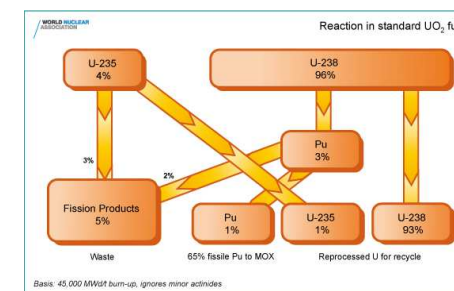 WORLD NUCLEAR
ASSOCIATION
Reaction in standard UO2 fu
U-235
4%
U-238
96%
Pu
3%
3%
2%
Fission Products
5%
Pu
1%
U-235
1%
U-238
93%
Waste
65% fissile Pu to MOX
Reprocessed U for recycle
Basis: 45,000 MWd/t burn-up, ignores minor actinides